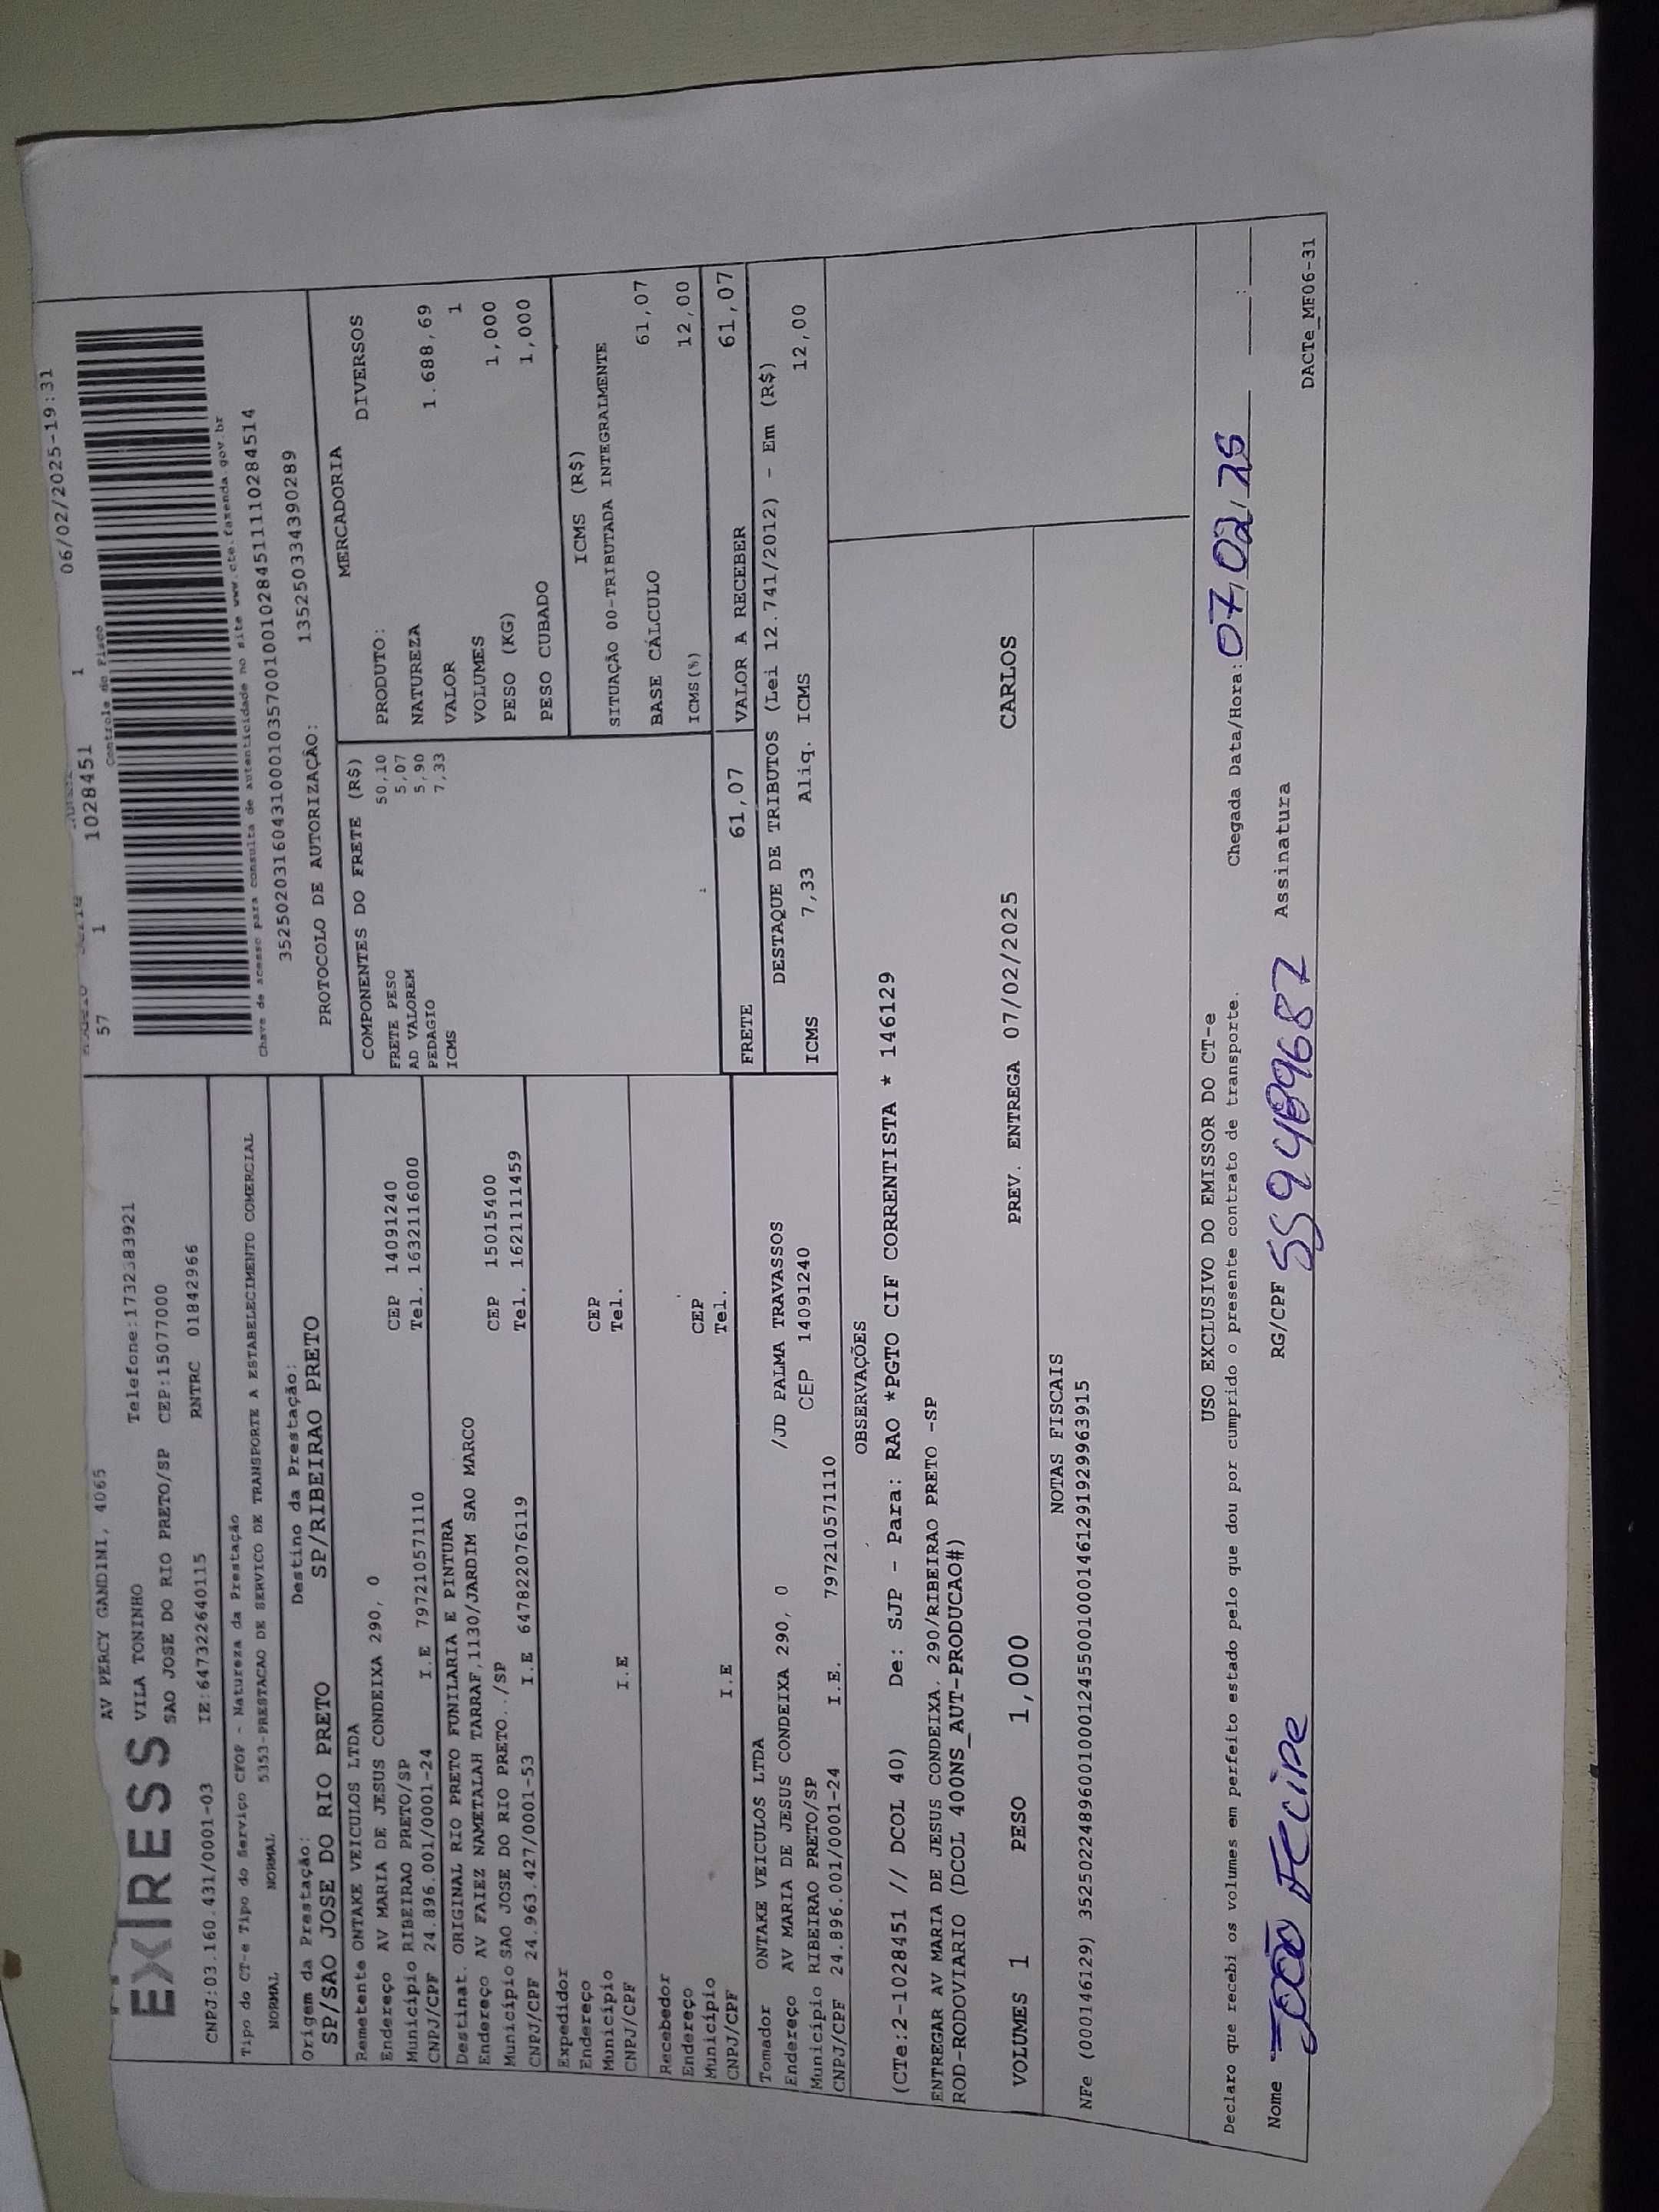 EX RESS
AV PERCY GANDINI, 4065
VILA TONINHO Telefone:
SAO JOSE DO RIO PRETO/SP CEP:15077000
CNPJ:03.160.431/0001-03 IE:647322640115 RNTRC 01842966
57 1 1028451 1 06/02/2025-19:31
Controle do Fisco
Chave de acesso para consulta de autenticidade no site www.cte.fazenda.gov.br
PROTOCOLO DE AUTORIZAÇÃO: 135250334390289
Tipo do CT-e Tipo do Serviço CFOP - Natureza da Prestação
NORMAL NORMAL 5353-PRESTACAO DE SERVICO DE TRANSPORTE A ESTABELECIMENTO COMERCIAL
Origem da Prestação: Destino da Prestação:
SP/SAO JOSE DO RIO PRETO SP/RIBEIRAO PRETO
Remetente ONTAKE VEICULOS LTDA
Endereço AV MARIA DE JESUS CONDEIXA 290, 0 CEP 14091240
Município RIBEIRAO PRETO/SP Tel. 1632116000
CNPJ/CPF 24.896.001/0001-24 I.E 797210571110
Destinat. ORIGINAL RIO PRETO FUNILARIA E PINTURA
Endereço AV FAIEZ NAMETALAH TARRAF,1130/JARDIM SAO MARCO CEP 15015400
Município SAO JOSE DO RIO PRETO../SP Tel. 1621111459
CNPJ/CPF 24.963.427/0001-53 I.E 647822076119
Expedidor
Endereço CEP
Município Tel.
CNPJ/CPF I.E
Recebedor
Endereço CEP
Município Tel.
CNPJ/CPF I.E
Tomador ONTAKE VEICULOS LTDA
Endereço AV MARIA DE JESUS CONDEIXA 290, 0 /JD PALMA TRAVASSOS
Município RIBEIRAO PRETO/SP CEP 14091240
CNPJ/CPF 24.896.001/0001-24 I.E. 797210571110
COMPONENTES DO FRETE (R$)
FRETE PESO 50,10
AD VALOREM 5,07
PEDAGIO 5,90
ICMS 7,33
MERCADORIA
PRODUTO: DIVERSOS
NATUREZA
VALOR 1.688,69
VOLUMES 1
PESO (KG) 1,000
PESO CUBADO 1,000
ICMS (R$)
SITUAÇÃO 00-TRIBUTADA INTEGRALMENTE
BASE CÁLCULO 61,07
ICMS(%) 12,00
FRETE 61,07 VALOR A RECEBER 61,07
DESTAQUE DE TRIBUTOS (Lei 12.741/2012) - Em (R$)
ICMS 7,33 Aliq. ICMS 12,00
OBSERVAÇÕES
(CTe:2-1028451 // DCOL 40) De: SJP - Para: RAO *PGTO CIF CORRENTISTA * 146129
ENTREGAR AV MARIA DE JESUS CONDEIXA. 290/RIBEIRAO PRETO -SP
ROD-RODOVIARIO (DCOL 400NS_AUT-PRODUCAO#)
VOLUMES 1 PESO 1,000 PREV. ENTREGA 07/02/2025 CARLOS
NOTAS FISCAIS
NFe (000146129)
USO EXCLUSIVO DO EMISSOR DO CT-e
Declaro que recebi os volumes em perfeito estado pelo que dou por cumprido o presente contrato de transporte. Chegada Data/Hora: 07/02/25 :
Nome João Felipe RG/CPF Assinatura
DACTe_MF06-31